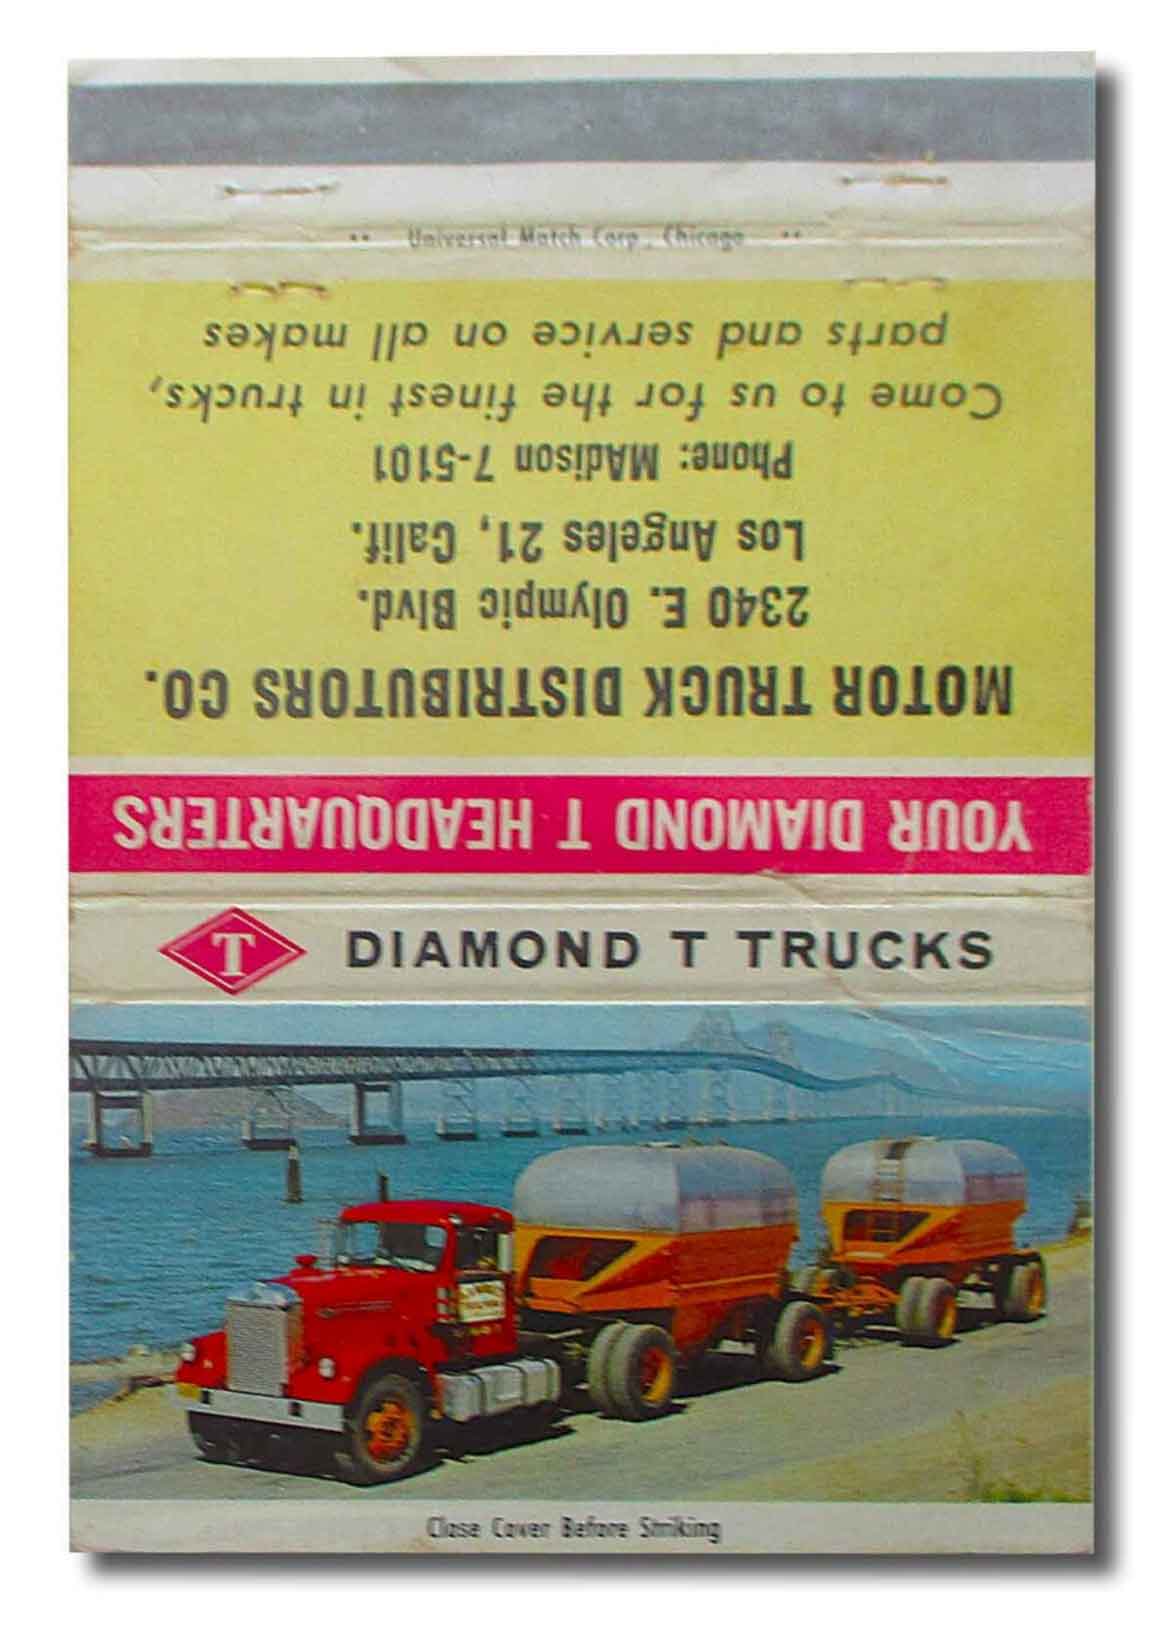 •• Universal Match Corp., Chicago ••
YOUR DIAMOND T HEADQUARTERS
MOTOR TRUCK DISTRIBUTORS CO.
2340 E. Olympic Blvd.
Los Angeles 21, Calif.
Phone: MAdison 7-5101
Come to us for the finest in trucks,
parts and service on all makes
T DIAMOND T TRUCKS
Close Cover Before Striking